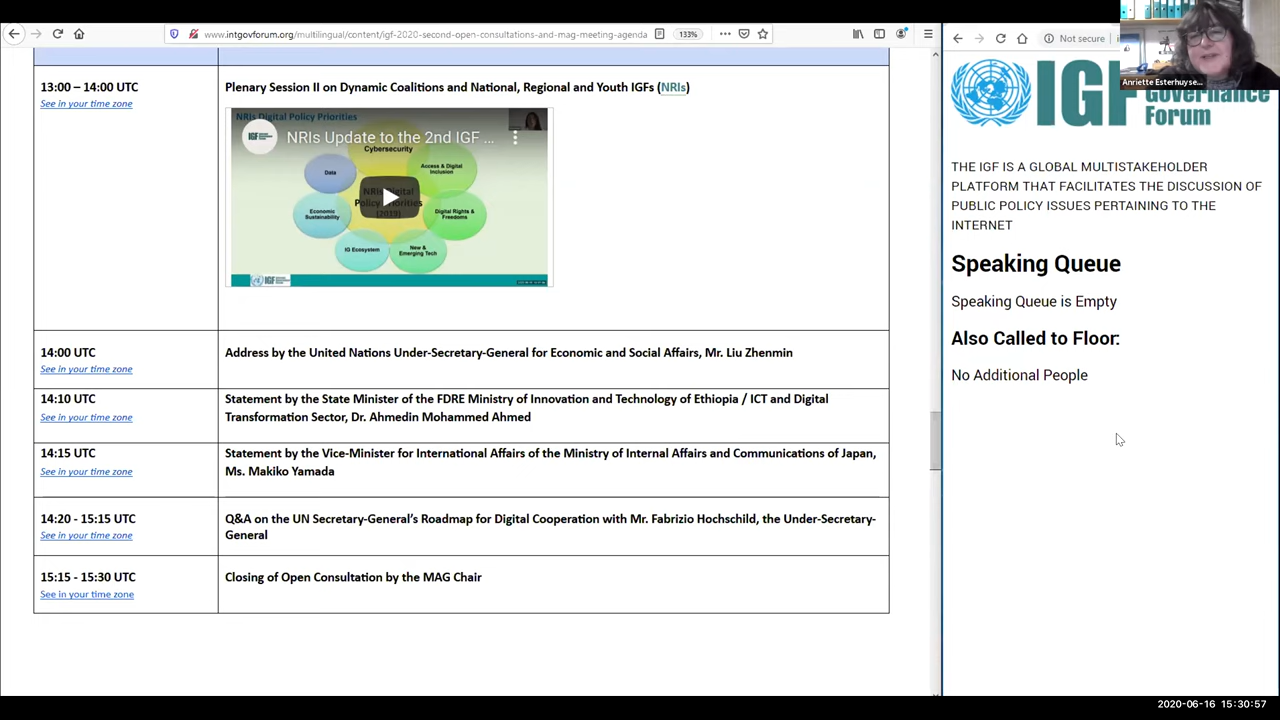 www.intgovforum.org/multilingual/content/igf-2020-second-open-consultations-and-mag-meeting-agenda
133%
13:00 – 14:00 UTC
See in your time zone
Plenary Session II on Dynamic Coalitions and National, Regional and Youth IGFs (NRIs)
NRIs Digital Policy Priorities
IGF
NRIs Update to the 2nd IGF ...
Cybersecurity
Data
Access & Digital
Inclusion
NRIs Digital
Policy Priorities
(2019)
Economic
Sustainability
Digital Rights &
Freedoms
IG Ecosystem
New &
Emerging Tech
IGF
14:00 UTC
See in your time zone
Address by the United Nations Under-Secretary-General for Economic and Social Affairs, Mr. Liu Zhenmin
14:10 UTC
See in your time zone
Statement by the State Minister of the FDRE Ministry of Innovation and Technology of Ethiopia / ICT and Digital
Transformation Sector, Dr. Ahmedin Mohammed Ahmed
14:15 UTC
See in your time zone
Statement by the Vice-Minister for International Affairs of the Ministry of Internal Affairs and Communications of Japan,
Ms. Makiko Yamada
14:20 - 15:15 UTC
See in your time zone
Q&A on the UN Secretary-General’s Roadmap for Digital Cooperation with Mr. Fabrizio Hochschild, the Under-Secretary-
General
15:15 - 15:30 UTC
See in your time zone
Closing of Open Consultation by the MAG Chair
Not secure
Anriette Esterhuyse...
IGF
Governance
Forum
THE IGF IS A GLOBAL MULTISTAKEHOLDER
PLATFORM THAT FACILITATES THE DISCUSSION OF
PUBLIC POLICY ISSUES PERTAINING TO THE
INTERNET
Speaking Queue
Speaking Queue is Empty
Also Called to Floor:
No Additional People
2020-06-16 15:30:57